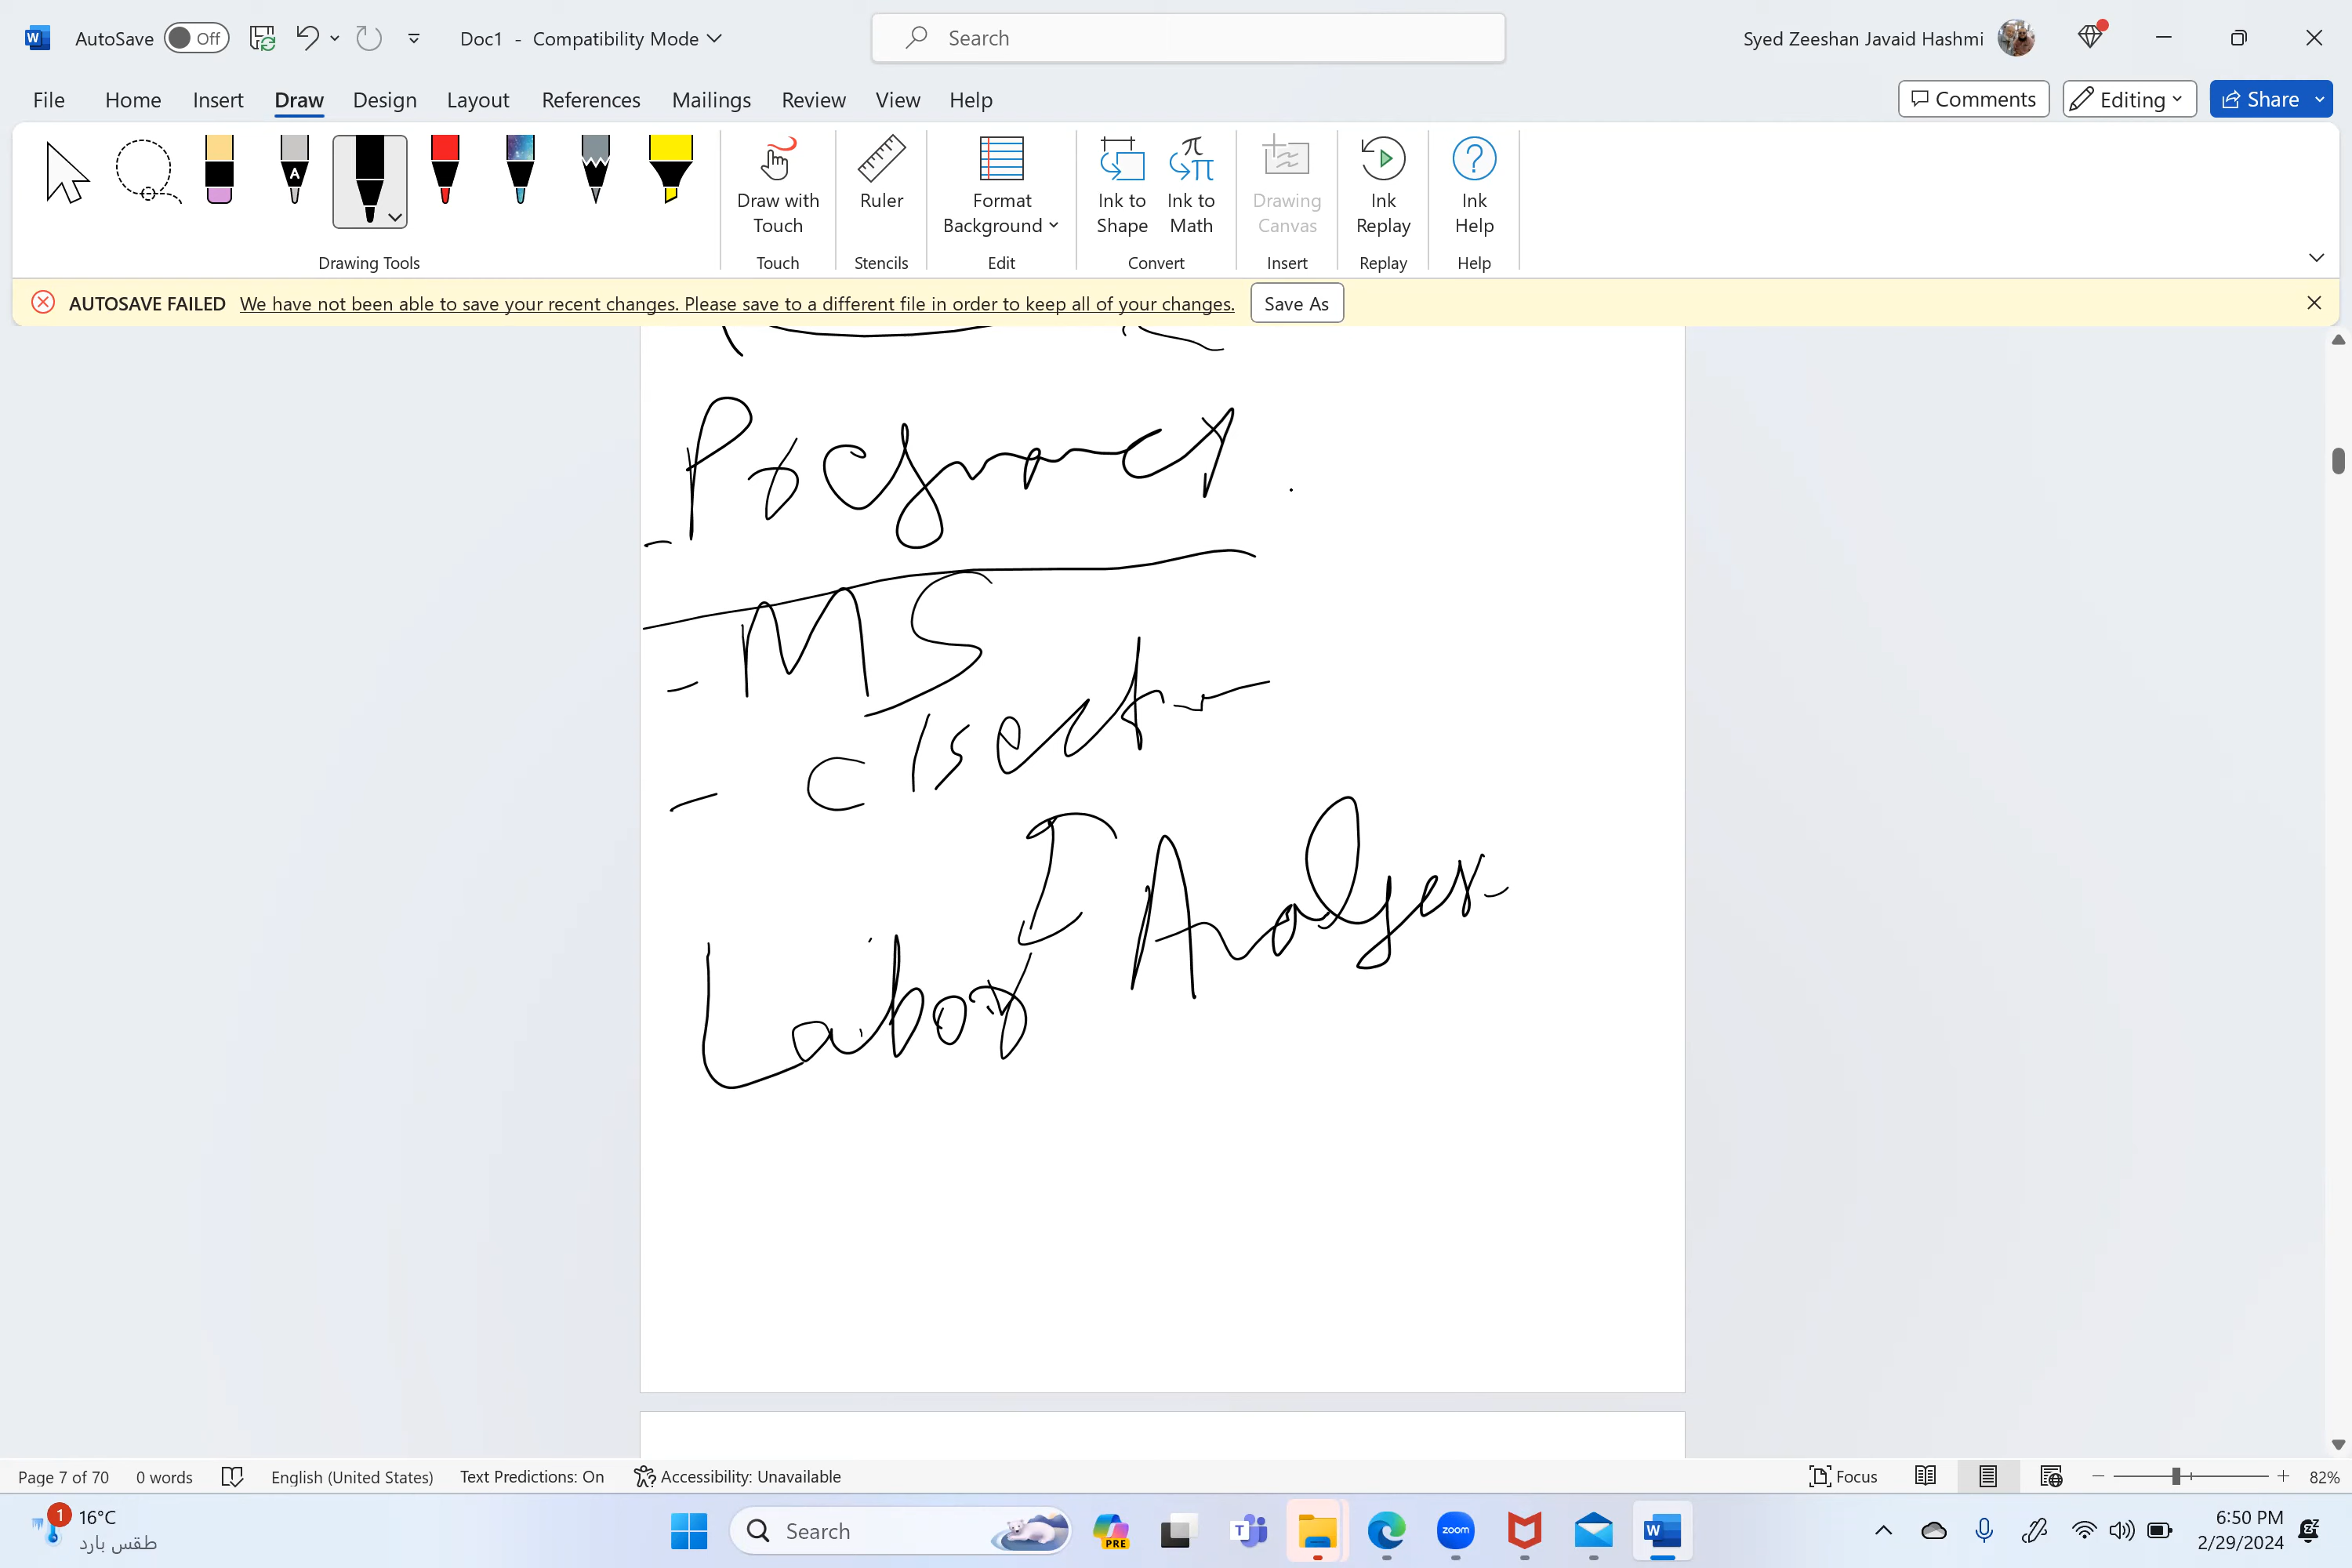 AutoSave Off Doc1 - Compatibility Mode Search Syed Zeeshan Javaid Hashmi
File Home Insert Draw Design Layout References Mailings Review View Help Comments Editing Share
Draw with Touch
Ruler
Format Background
Ink to Shape
Ink to Math
Drawing Canvas
Ink Replay
Ink Help
Drawing Tools Touch Stencils Edit Convert Insert Replay Help
AUTOSAVE FAILED We have not been able to save your recent changes. Please save to a different file in order to keep all of your changes. Save As
- MS
- c/section
Labor
Page 7 of 70 0 words English (United States) Text Predictions: On Accessibility: Unavailable Focus 82%
1 16°C
طقس بارد
Search
PRE
zoom
6:50 PM
2/29/2024